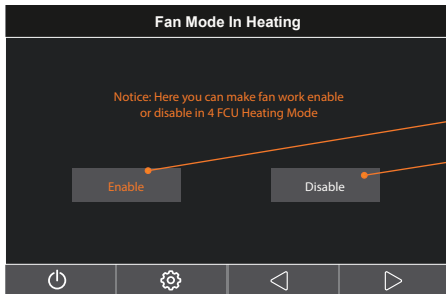 Fan Mode In Heating
Notice: Here you can make fan work enable
or disable in 4 FCU Heating Mode
Enable
Disable